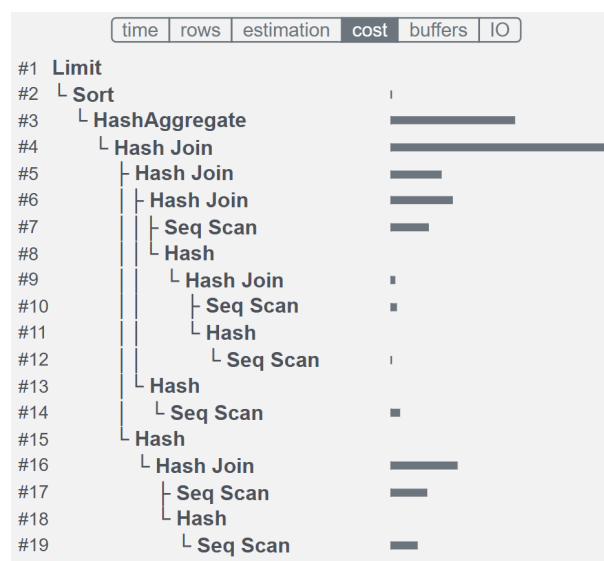 time rows estimation cost buffers IO
#1 Limit
#2 Sort
#3 HashAggregate
#4 Hash Join
#5 Hash Join
#6 Hash Join
#7 Seq Scan
#8 Hash
#9 Hash Join
#10 Seq Scan
#11 Hash
#12 Seq Scan
#13 Hash
#14 Seq Scan
#15 Hash
#16 Hash Join
#17 Seq Scan
#18 Hash
#19 Seq Scan